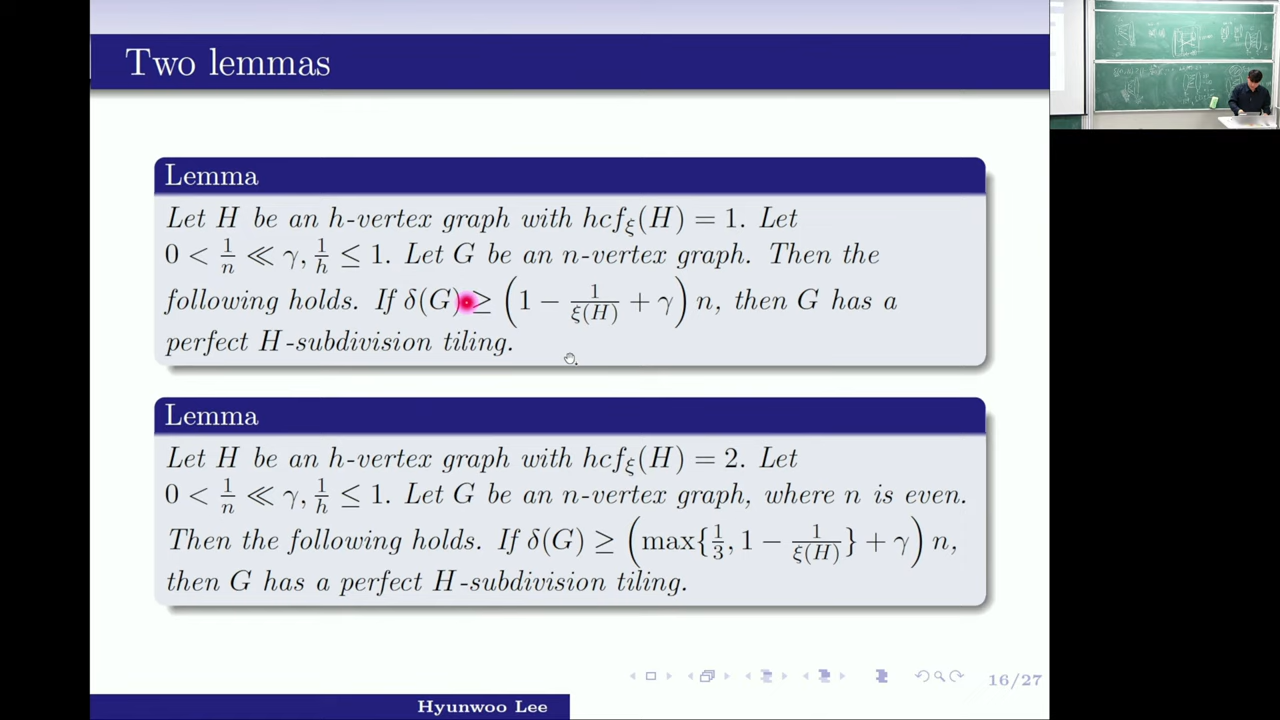 Two lemmas
Lemma
Let H be an h-vertex graph with hcf_ξ(H) = 1. Let
0 < 1/n ≪ γ, 1/h ≤ 1. Let G be an n-vertex graph. Then the
following holds. If δ(G) ≥ (1 − 1/ξ(H) + γ) n, then G has a
perfect H-subdivision tiling.
Lemma
Let H be an h-vertex graph with hcf_ξ(H) = 2. Let
0 < 1/n ≪ γ, 1/h ≤ 1. Let G be an n-vertex graph, where n is even.
Then the following holds. If δ(G) ≥ (max{1/3, 1 − 1/ξ(H)} + γ) n,
then G has a perfect H-subdivision tiling.
16/27
Hyunwoo Lee